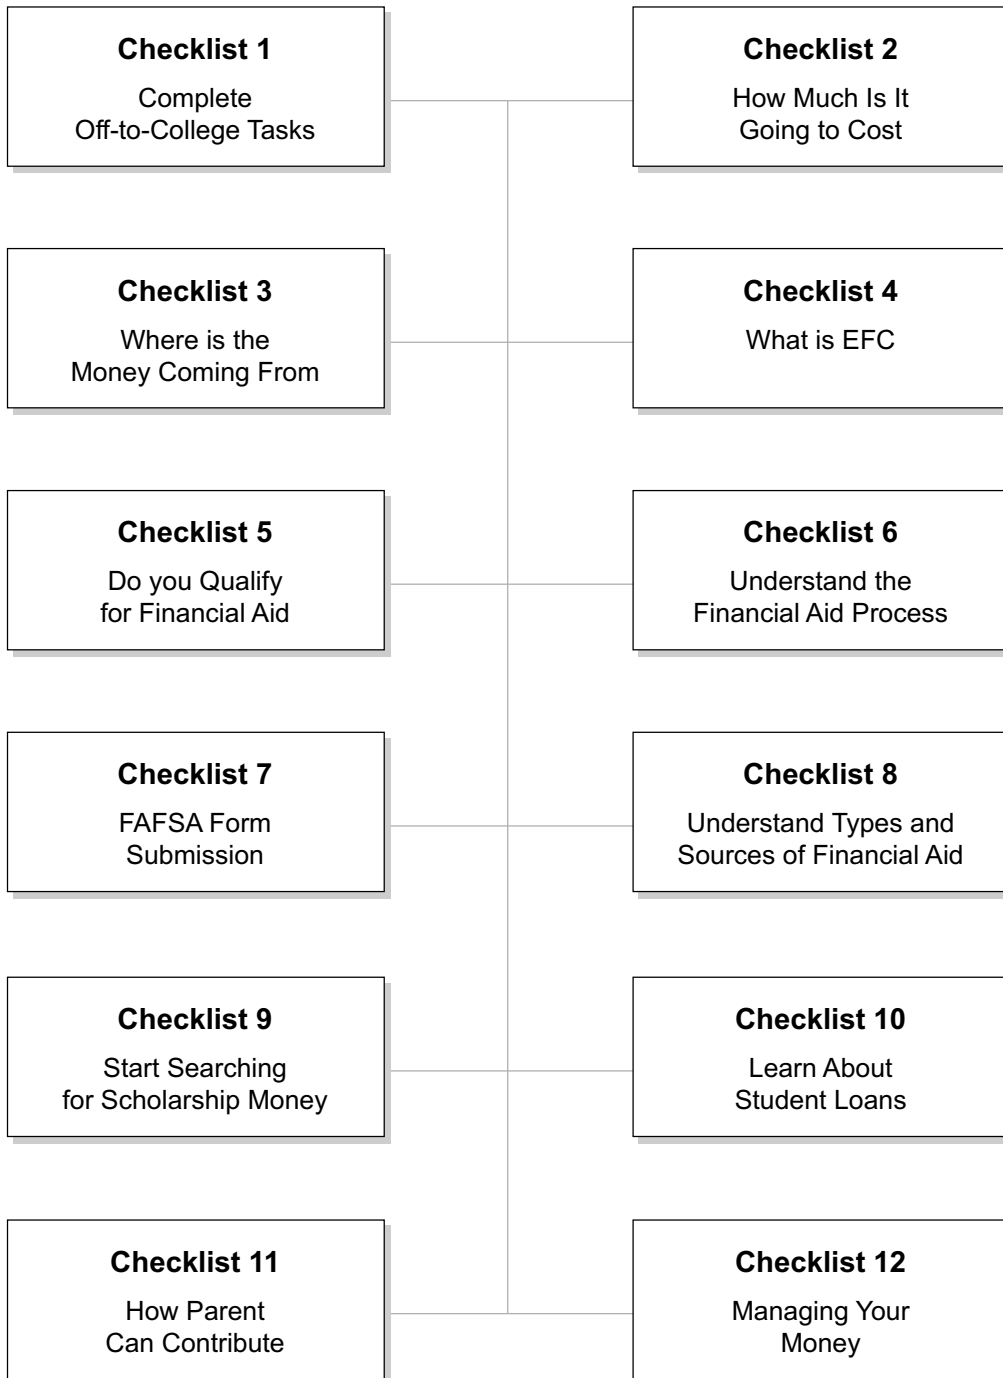 Checklist 1
Complete
Off-to-College Tasks
Checklist 2
How Much Is It
Going to Cost
Checklist 3
Where is the
Money Coming From
Checklist 4
What is EFC
Checklist 5
Do you Qualify
for Financial Aid
Checklist 6
Understand the
Financial Aid Process
Checklist 7
FAFSA Form
Submission
Checklist 8
Understand Types and
Sources of Financial Aid
Checklist 9
Start Searching
for Scholarship Money
Checklist 10
Learn About
Student Loans
Checklist 11
How Parent
Can Contribute
Checklist 12
Managing Your
Money